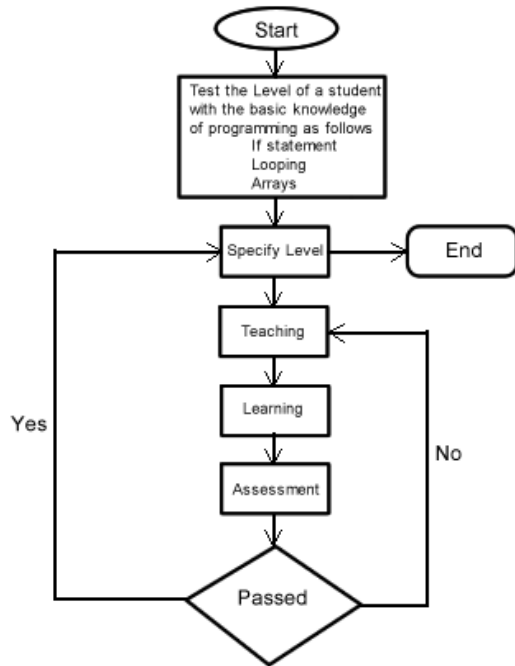 Start
Test the Level of a student
with the basic knowledge
of programming as follows
If statement
Looping
Arrays
Specify Level
End
Teaching
Learning
Yes
No
Assessment
Passed